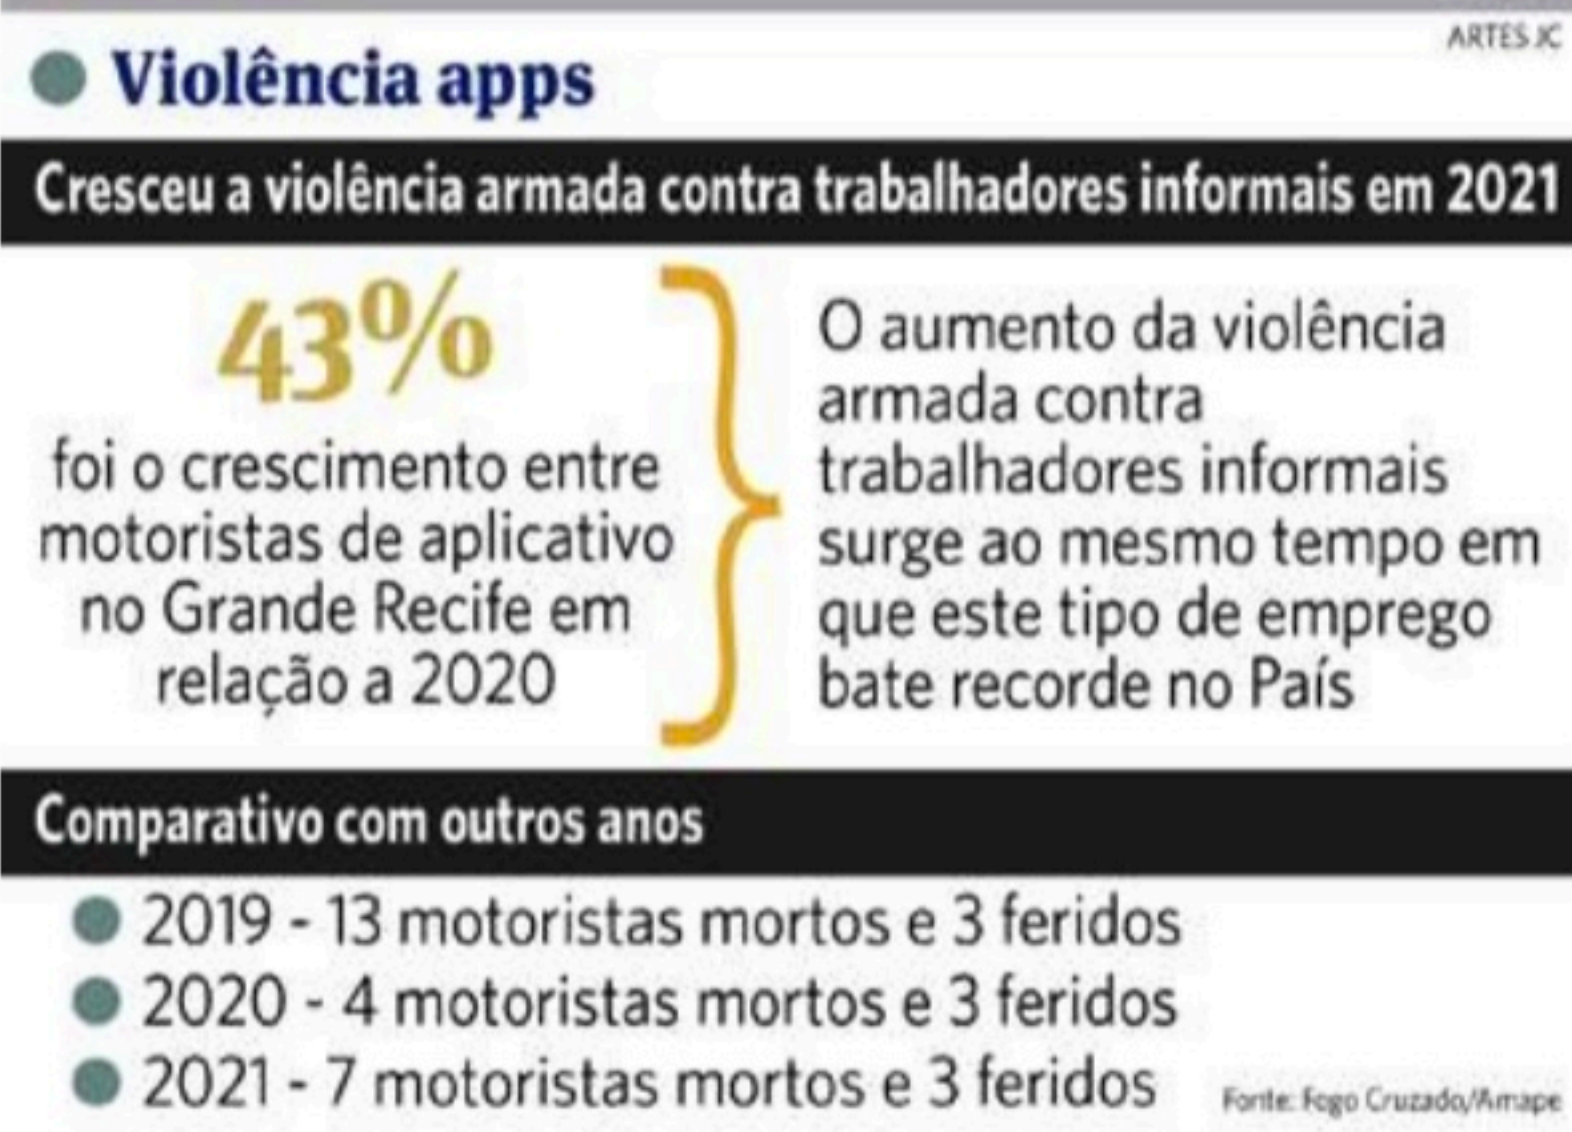 ARTES JC
Violência apps
Cresceu a violência armada contra trabalhadores informais em 2021
43%
foi o crescimento entre
motoristas de aplicativo
no Grande Recife em
relação a 2020
O aumento da violência
armada contra
trabalhadores informais
surge ao mesmo tempo em
que este tipo de emprego
bate recorde no País
Comparativo com outros anos
2019 - 13 motoristas mortos e 3 feridos
2020 - 4 motoristas mortos e 3 feridos
2021 - 7 motoristas mortos e 3 feridos
Fonte: Fogo Cruzado/Amape